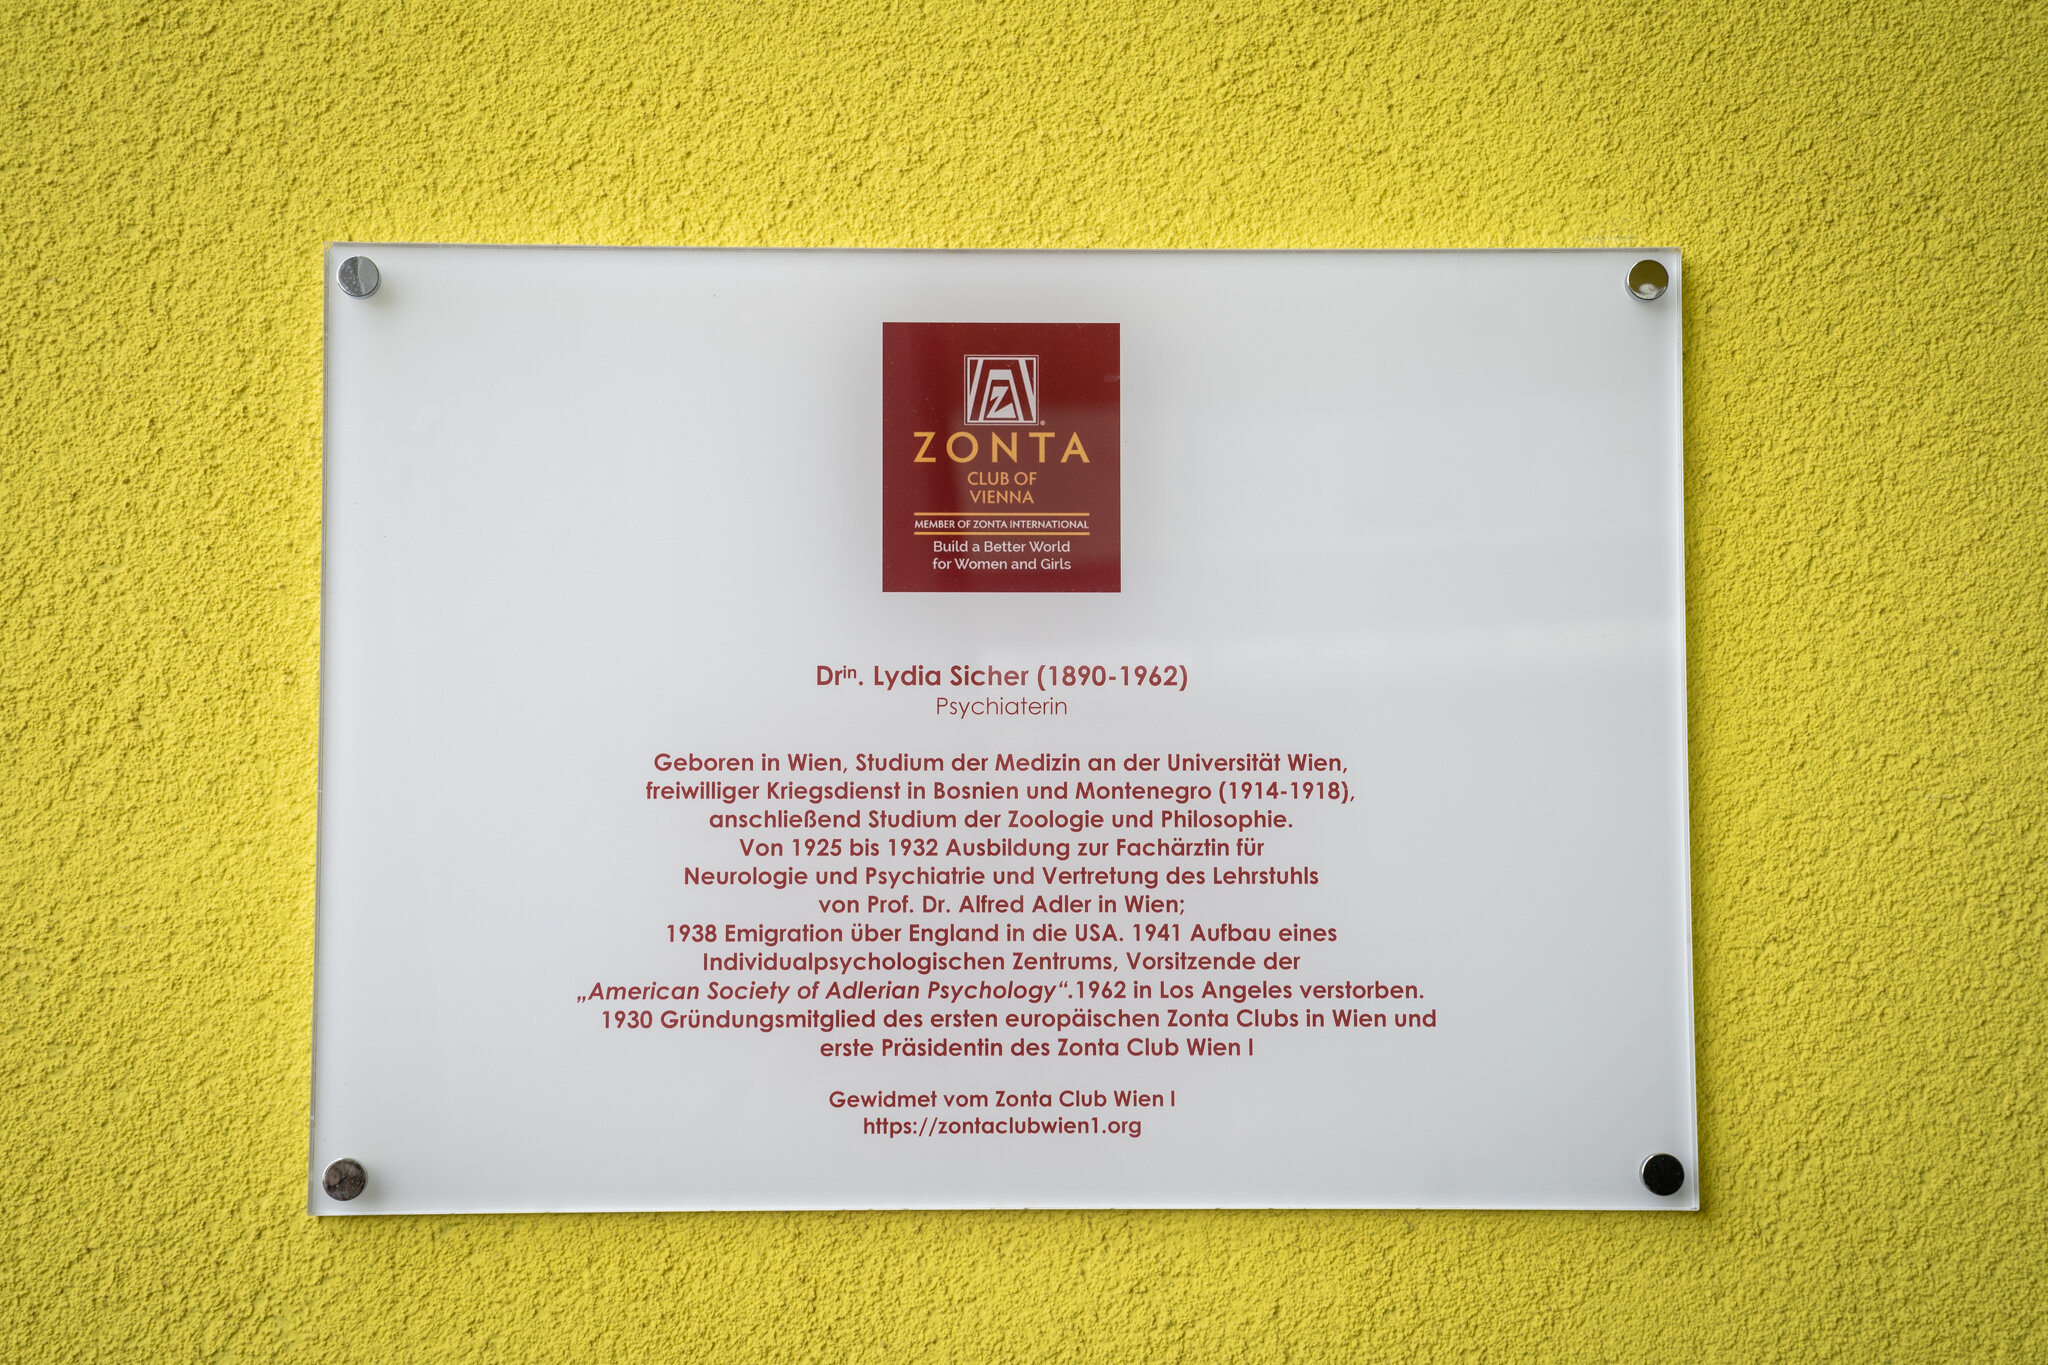 Z
ZONTA
CLUB OF
VIENNA
MEMBER OF ZONTA INTERNATIONAL
Build a Better World
for Women and Girls
Drⁱⁿ. Lydia Sicher (1890-1962)
Psychiaterin
Geboren in Wien, Studium der Medizin an der Universität Wien,
freiwilliger Kriegsdienst in Bosnien und Montenegro (1914-1918),
anschließend Studium der Zoologie und Philosophie.
Von 1925 bis 1932 Ausbildung zur Fachärztin für
Neurologie und Psychiatrie und Vertretung des Lehrstuhls
von Prof. Dr. Alfred Adler in Wien;
1938 Emigration über England in die USA. 1941 Aufbau eines
Individualpsychologischen Zentrums, Vorsitzende der
„American Society of Adlerian Psychology“.1962 in Los Angeles verstorben.
1930 Gründungsmitglied des ersten europäischen Zonta Clubs in Wien und
erste Präsidentin des Zonta Club Wien I
Gewidmet vom Zonta Club Wien I
https://zontaclubwien1.org